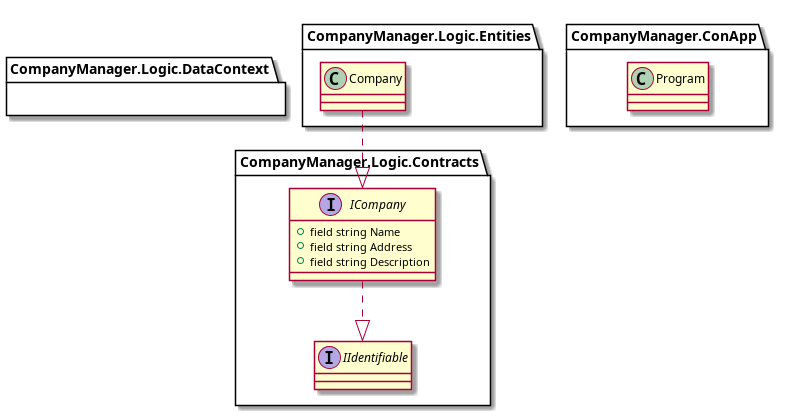 CompanyManager.Logic.DataContext
CompanyManager.Logic.Entities
C Company
CompanyManager.ConApp
C Program
CompanyManager.Logic.Contracts
I ICompany
field string Name
field string Address
field string Description
I IIdentifiable